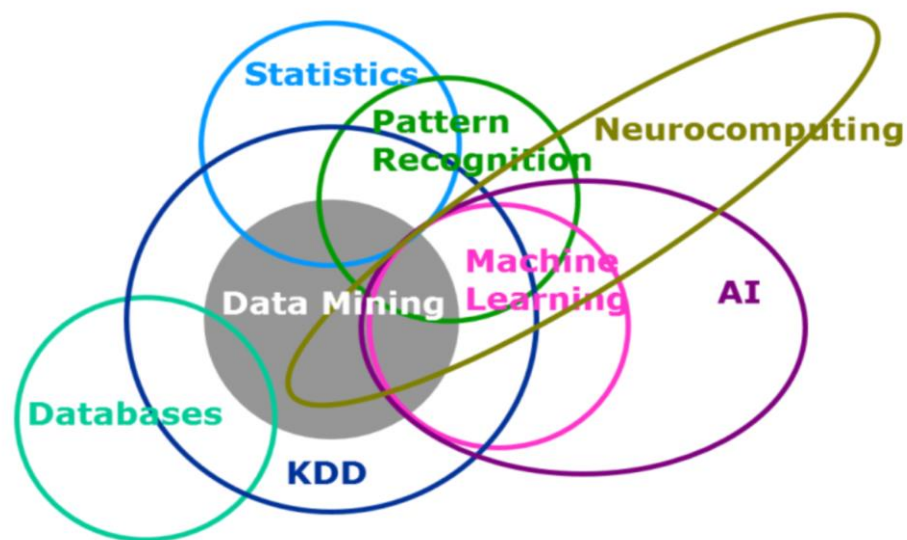 Statistics
Pattern
Recognition
Neurocomputing
Machine
Learning
AI
Data Mining
Databases
KDD